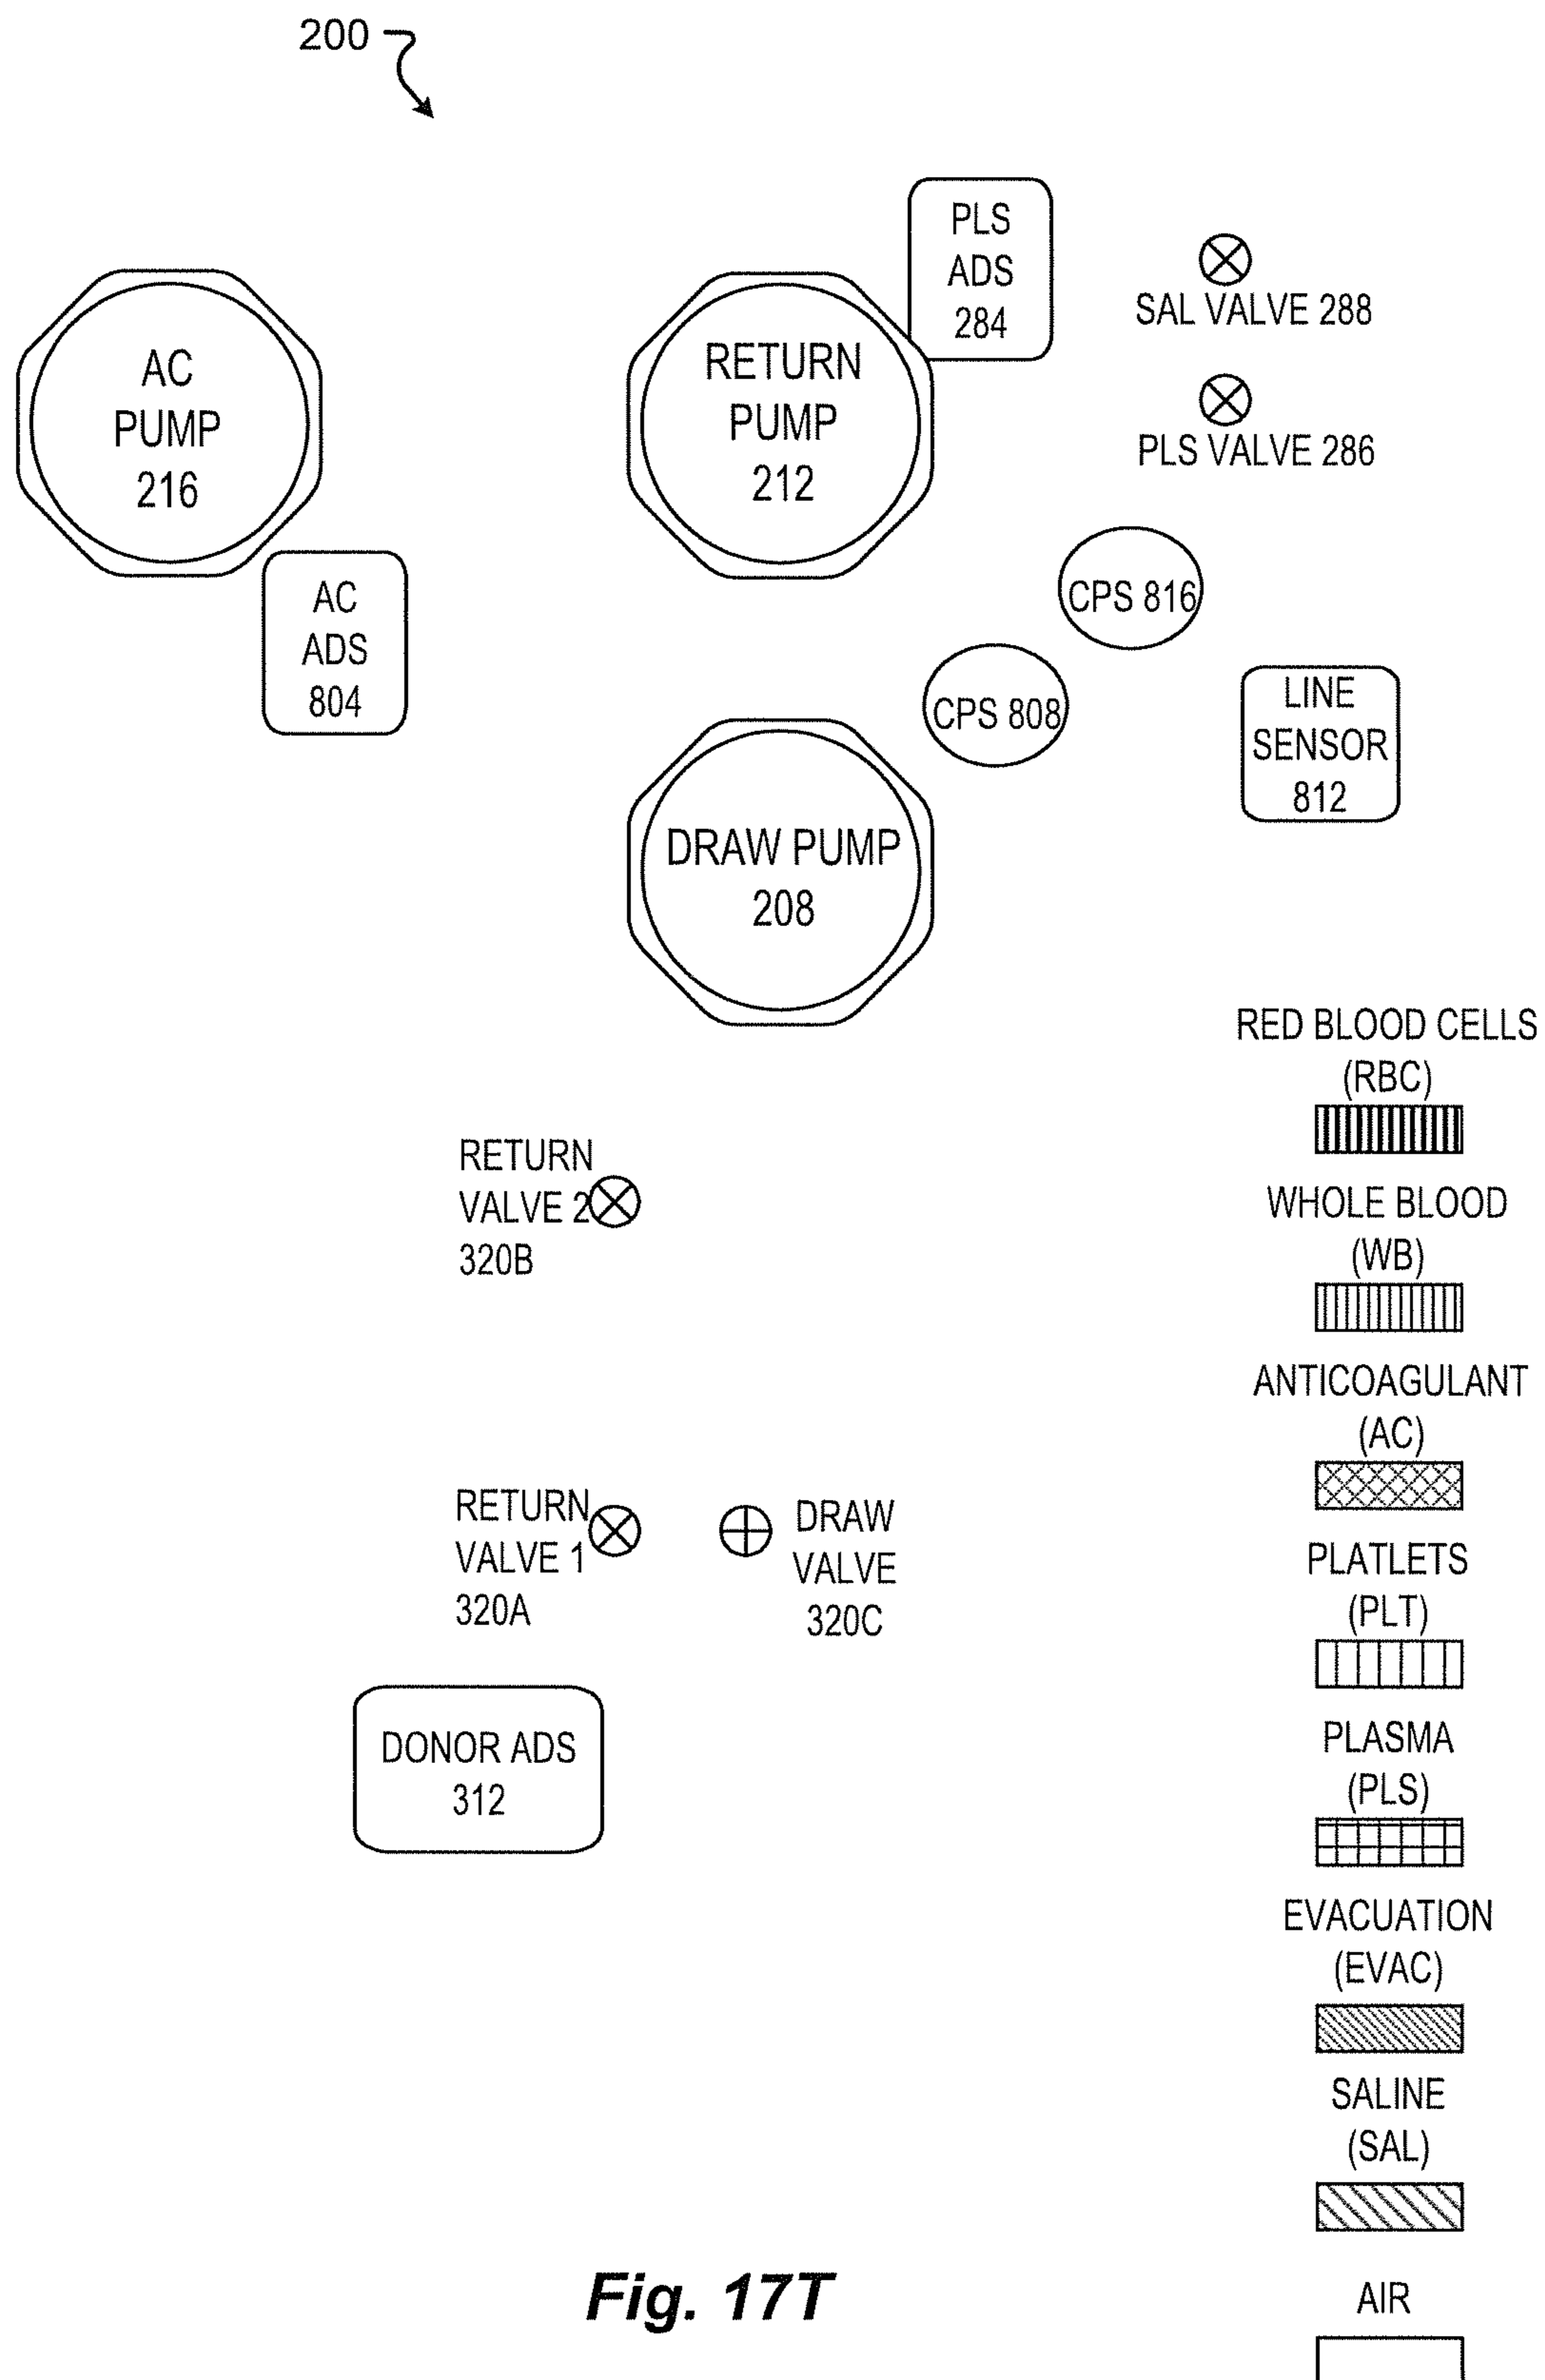 200
PLS
ADS
284
SAL VALVE 288
PLS VALVE 286
AC
PUMP
216
RETURN
PUMP
212
AC
ADS
804
CPS 816
CPS 808
LINE
SENSOR
812
DRAW PUMP
208
RED BLOOD CELLS
(RBC)
WHOLE BLOOD
(WB)
RETURN
VALVE 2
320B
ANTICOAGULANT
(AC)
RETURN
VALVE 1
320A
DRAW
VALVE
320C
PLATLETS
(PLT)
DONOR ADS
312
PLASMA
(PLS)
EVACUATION
(EVAC)
SALINE
(SAL)
AIR
Fig. 17T